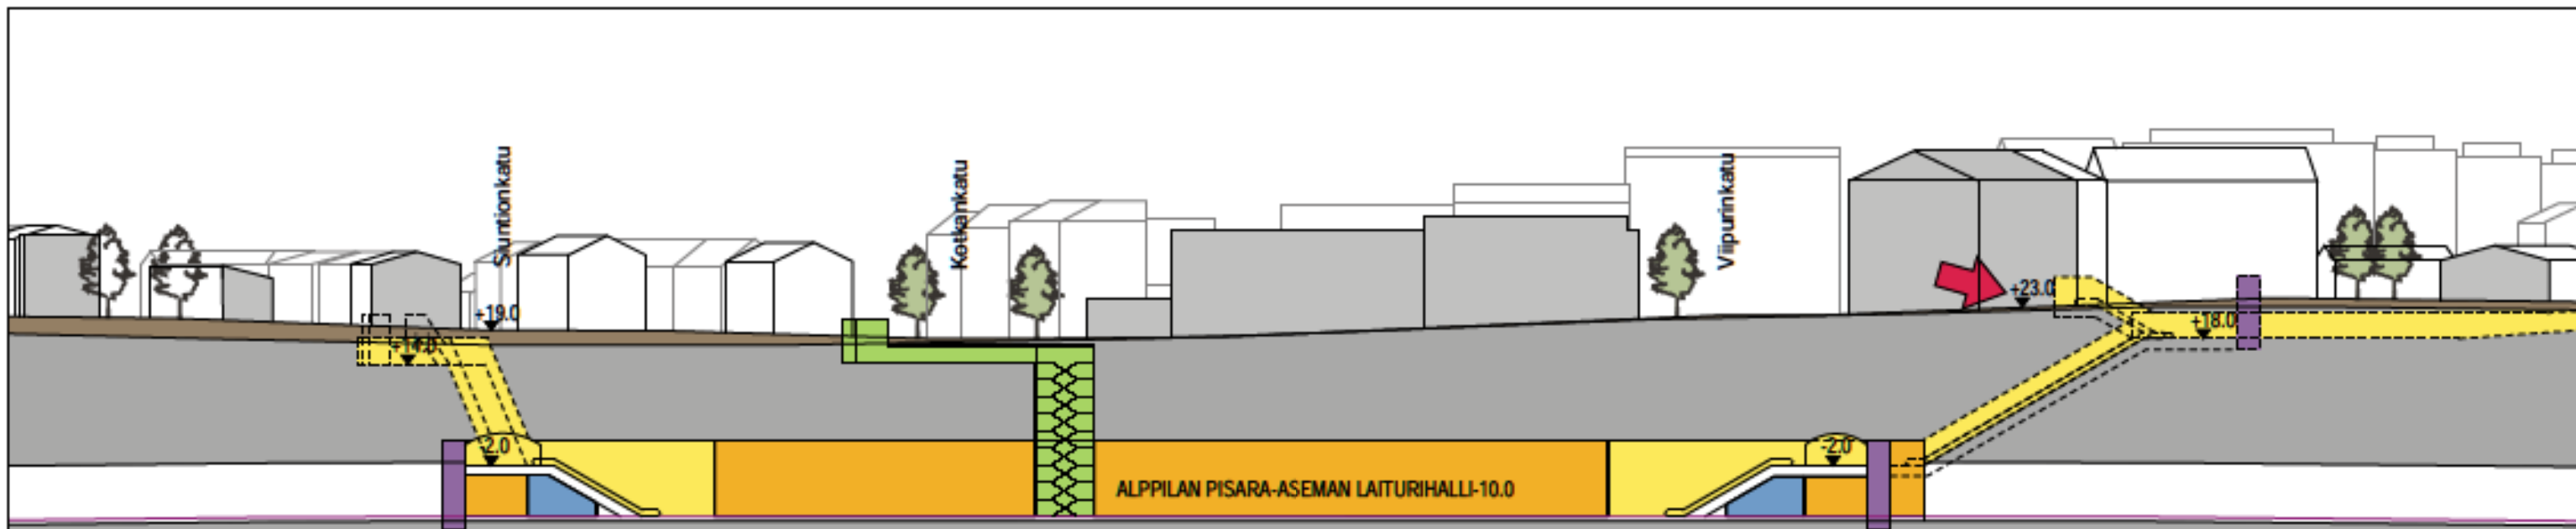 Siuntionkatu
Kotkankatu
Viipurinkatu
+19.0
+14.0
+23.0
+18.0
-2.0
-2.0
ALPPILAN PISARA-ASEMAN LAITURIHALLI-10.0